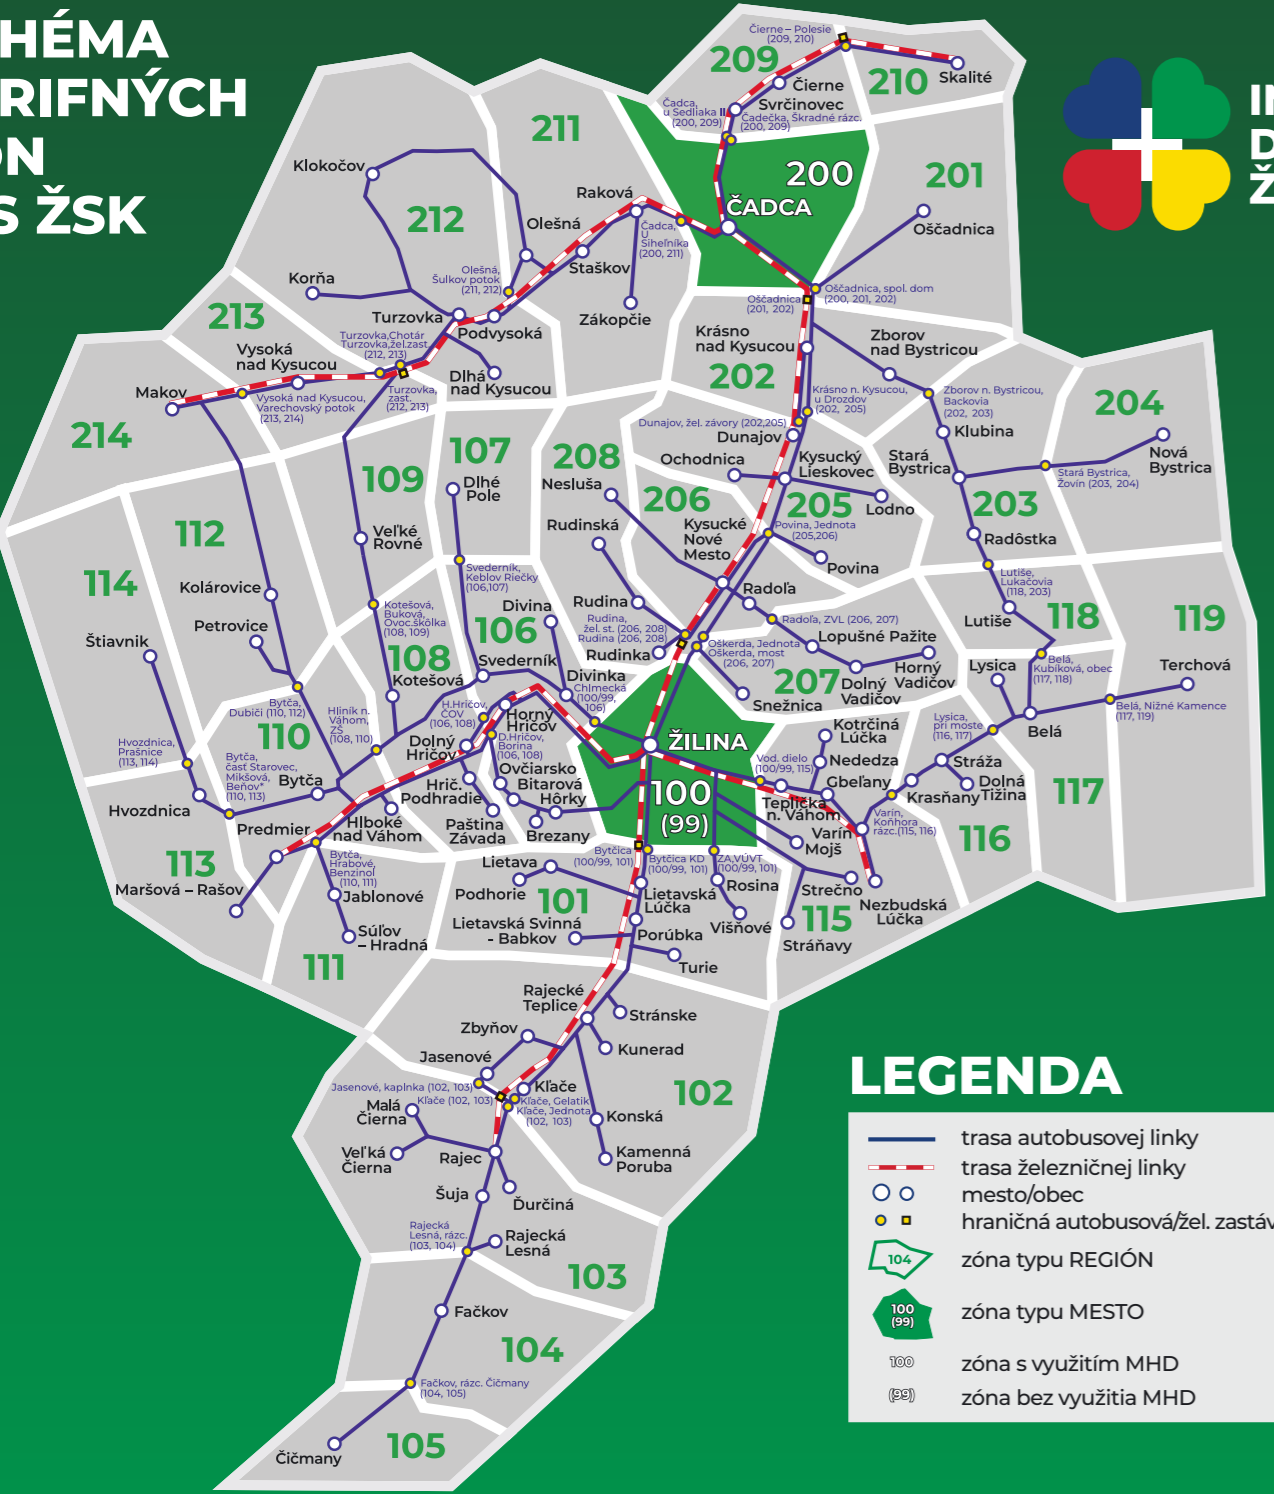 HÉMA
RIFNÝCH
ÓN
S ŽSK
Čierne – Polesie
(209, 210)
209
210
Skalité
Čierne
Svrčinovec
Čadca,
u Sedliaka II
(200, 209)
Čadečka, Škradné rázc.
(200, 209)
211
200
ČADCA
201
Oščadnica
Klokočov
212
Raková
Olešná
Staškov
Čadca,
U
Siheľníka
(200, 211)
Olešná,
Šulkov potok
(211, 212)
Zákopčie
Korňa
Turzovka
Podvysoká
Oščadnica
(201, 202)
Oščadnica, spol. dom
(200, 201, 202)
213
Vysoká
nad Kysucou
Turzovka,Chotár
Turzovka,žel.zast.
(212, 213)
Dlhá
nad Kysucou
Krásno
nad Kysucou
202
Zborov
nad Bystricou
Makov
Vysoká nad Kysucou,
Varechovský potok
(213, 214)
Turzovka,
zast.
(212, 213)
214
Krásno n. Kysucou,
u Drozdov
(202, 205)
Zborov n. Bystricou,
Backovia
(202, 203)
204
Dunajov, žel. závory (202,205)
Dunajov
Klubina
Nová
Bystrica
107
208
Ochodnica
Kysucký
Lieskovec
Stará
Bystrica
Stará Bystrica,
Žovín (203, 204)
109
Dlhé
Pole
Nesluša
206
205
Lodno
203
112
Veľké
Rovné
Rudinská
Kysucké
Nové
Mesto
Povina, Jednota
(205,206)
Radôstka
114
Povina
Kolárovice
Svederník,
Keblov Riečky
(106,107)
Radoľa
Lutiše,
Lukáčovia
(118, 203)
Petrovice
Kotešová,
Buková,
Ovoc.škôlka
(108, 109)
Divina
106
Rudina
Rudina,
žel. st. (206, 208)
Rudina (206, 208)
Rudinka
Radoľa, ZVL (206, 207)
Lopušné Pažite
Lutiše
118
119
Štiavnik
108
Kotešová
Svederník
Oškerda, Jednota
Oškerda, most
(206, 207)
207
Dolný
Vadičov
Horný
Vadičov
Lysica
Belá,
Kubíková, obec
(117, 118)
Terchová
Divinka
Chlmecká
(100/99,
106)
Snežnica
Bytča,
Dubiči (110, 112)
Hliník n.
Váhom,
ZŠ
(108, 110)
H.Hričov,
ČOV
(106, 108)
Horný
Hričov
Kotrčiná
Lúčka
Lysica,
pri moste
(116, 117)
Belá, Nižné Kamence
(117, 119)
Belá
Hvozdnica,
Prašnice
(113, 114)
110
Dolný
Hričov
D.Hričov,
Borina
(106, 108)
ŽILINA
Bytča,
časť Starovec,
Mikšová,
Beňov*
(110, 113)
Bytča
Ovčiarsko
Bitarová
Vod. dielo
(100/99, 115)
Nededza
Gbeľany
Stráža
Dolná
Tižina
117
Hrič.
Podhradie
Hôrky
100
(99)
Teplička
n. Váhom
Krasňany
Hvozdnica
Predmier
Hlboké
nad Váhom
Paština
Závada
Brezany
Varín
Mojš
Varín,
Koňhora
rázc.(115, 116)
116
Bytčica
(100/99, 101)
Bytčica KD
(100/99, 101)
ZA,VÚVT
(100/99, 101)
113
Maršová – Rašov
Bytča,
Hrabové,
Benzinol
(110, 111)
Lietava
Podhorie
101
Rosina
Strečno
Nezbudská
Lúčka
Jablonové
Lietavská
Lúčka
115
Súľov
– Hradná
Lietavská Svinná
- Babkov
Porúbka
Višňové
Stráňavy
111
Turie
Rajecké
Teplice
Stránske
Zbyňov
Kunerad
Jasenové
LEGENDA
Jasenové, kaplnka (102, 103)
Kľače (102, 103)
Kľače
Kľače, Gelatik
Kľače, Jednota
(102, 103)
102
Malá
Čierna
Konská
Veľká
Čierna
Rajec
Kamenná
Poruba
Šuja
Ďurčiná
Rajecká
Lesná, rázc.
(103, 104)
Rajecká
Lesná
103
Fačkov
104
Fačkov, rázc. Čičmany
(104, 105)
105
Čičmany
trasa autobusovej linky
trasa železničnej linky
mesto/obec
hraničná autobusová/žel. zastáv
104
zóna typu REGIÓN
100
(99)
zóna typu MESTO
100
zóna s využitím MHD
(99)
zóna bez využitia MHD